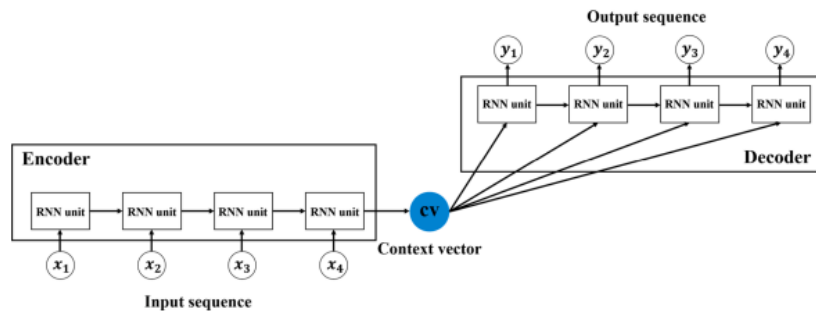 Output sequence
y₁ y₂ y₃ y₄
RNN unit RNN unit RNN unit RNN unit
Decoder
Encoder
RNN unit RNN unit RNN unit RNN unit
cv
Context vector
x₁ x₂ x₃ x₄
Input sequence